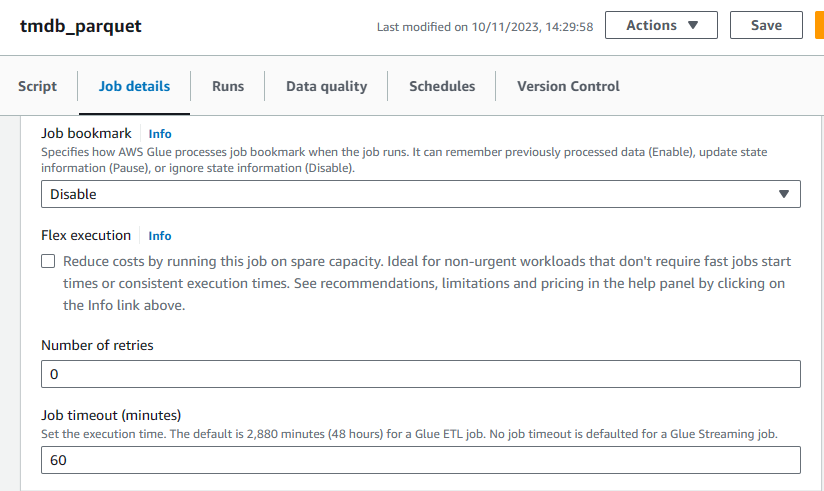 tmdb_parquet
Last modified on 10/11/2023, 14:29:58
Actions
Save
Script
Job details
Runs
Data quality
Schedules
Version Control
Job bookmark Info
Specifies how AWS Glue processes job bookmark when the job runs. It can remember previously processed data (Enable), update state
information (Pause), or ignore state information (Disable).
Disable
Flex execution Info
Reduce costs by running this job on spare capacity. Ideal for non-urgent workloads that don't require fast jobs start
times or consistent execution times. See recommendations, limitations and pricing in the help panel by clicking on
the Info link above.
Number of retries
0
Job timeout (minutes)
Set the execution time. The default is 2,880 minutes (48 hours) for a Glue ETL job. No job timeout is defaulted for a Glue Streaming job.
60